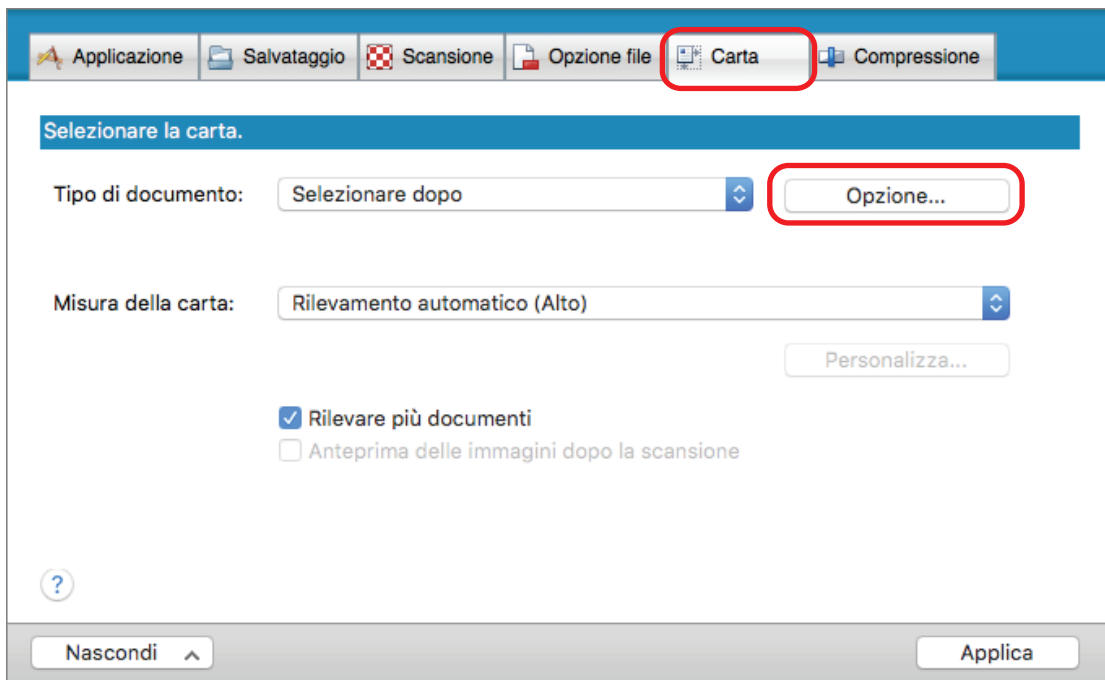 Applicazione Salvataggio Scansione Opzione file Carta Compressione
Selezionare la carta.
Tipo di documento: Selezionare dopo Opzione...
Misura della carta: Rilevamento automatico (Alto)
Personalizza...
Rilevare più documenti
Anteprima delle immagini dopo la scansione
?
Nascondi Applica